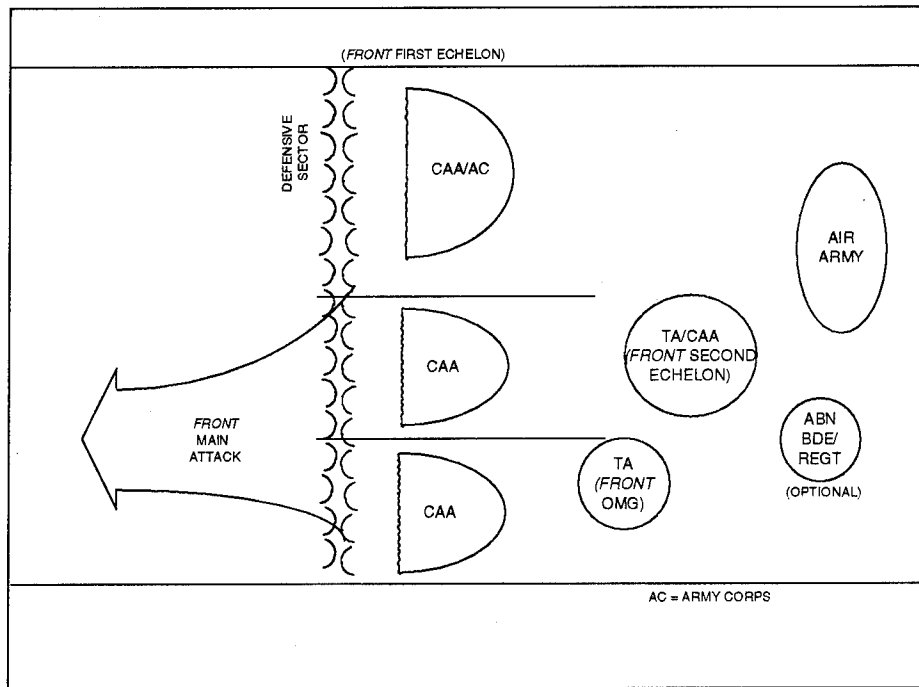 (FRONT FIRST ECHELON)
DEFENSIVE
SECTOR
CAA/AC
AIR
ARMY
TA/CAA
(FRONT SECOND
ECHELON)
CAA
FRONT
MAIN
ATTACK
ABN
BDE/
REGT
(OPTIONAL)
TA
(FRONT
OMG)
CAA
AC = ARMY CORPS